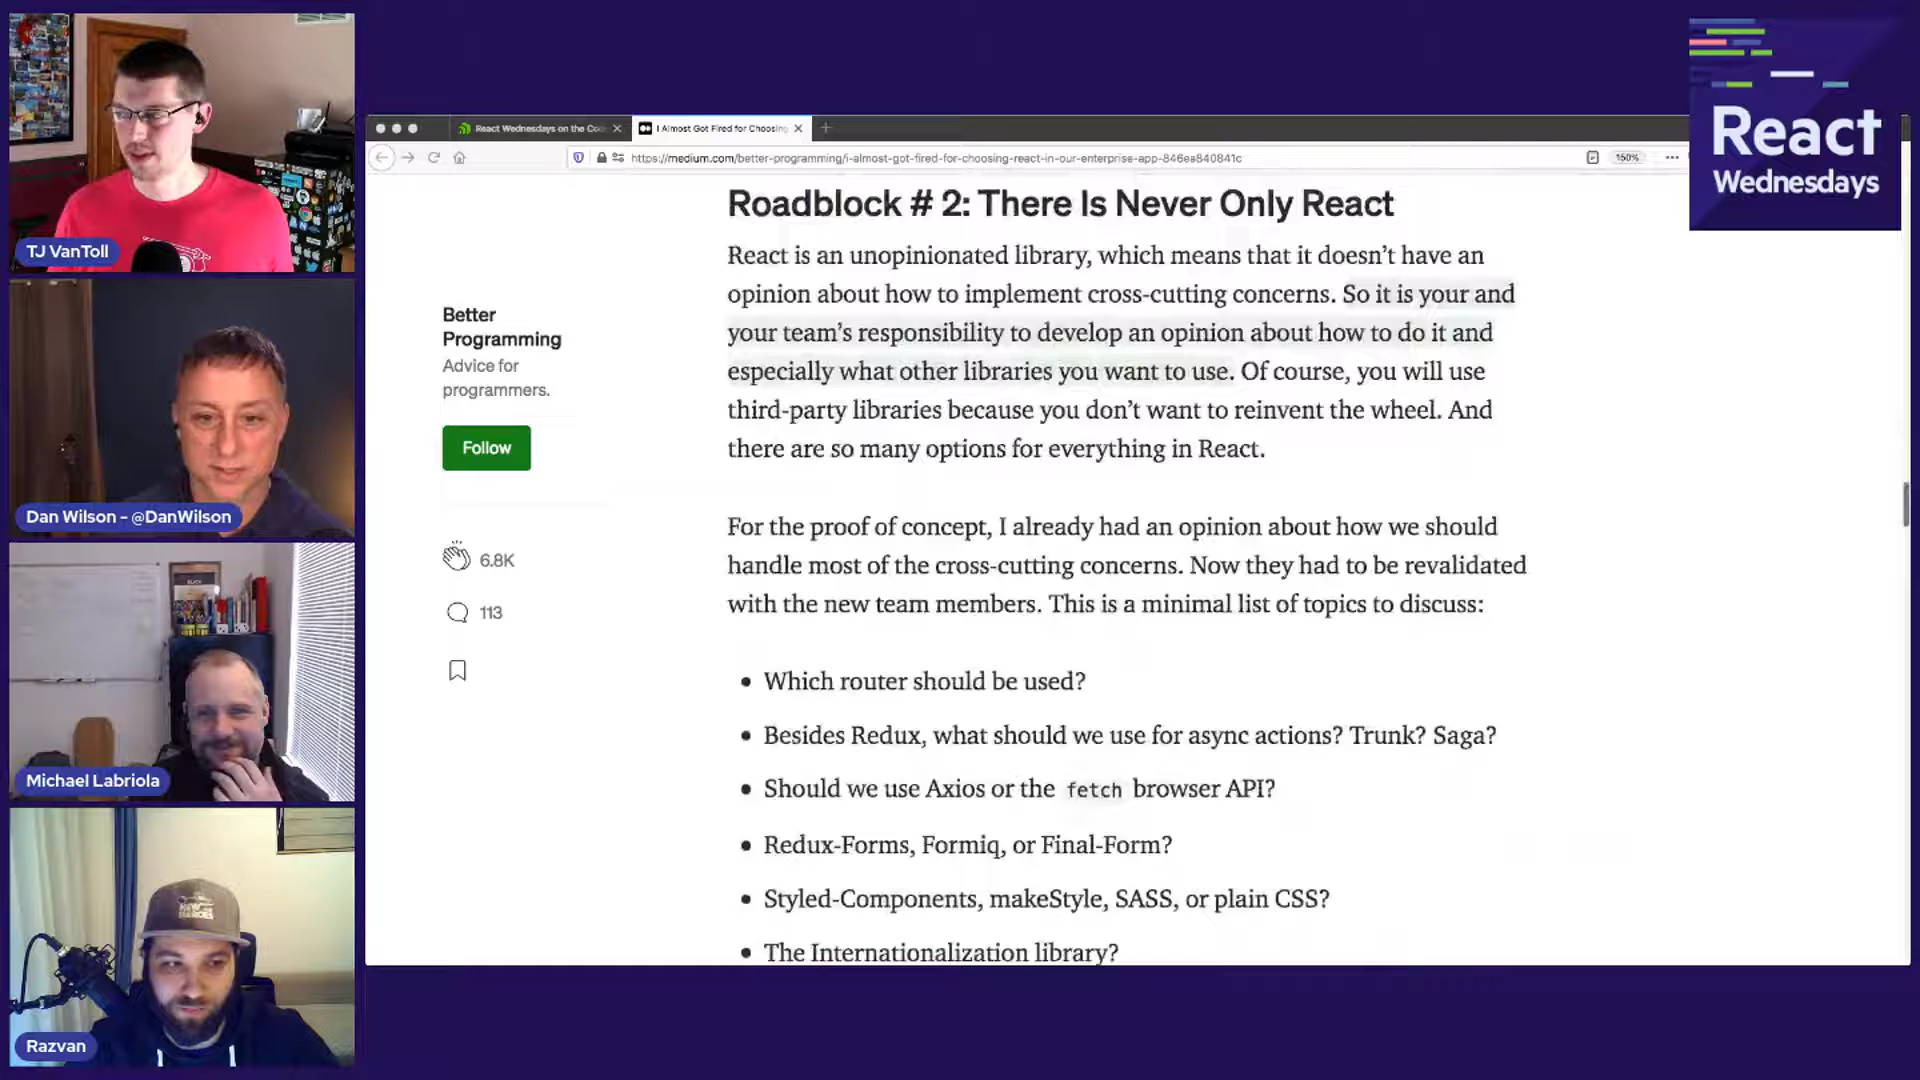 TJ VanToll
Dan Wilson - @DanWilson
Michael Labriola
Razvan
React Wednesdays on the Co
I Almost Got Fired for Choosing
https://medium.com/better-programming/i-almost-got-fired-for-choosing-react-in-our-enterprise-app-846ea840841c
150%
React
Wednesdays
Better
Programming
Advice for
programmers.
Follow
6.8K
113
Roadblock # 2: There Is Never Only React
React is an unopinionated library, which means that it doesn’t have an
opinion about how to implement cross-cutting concerns. So it is your and
your team’s responsibility to develop an opinion about how to do it and
especially what other libraries you want to use. Of course, you will use
third-party libraries because you don’t want to reinvent the wheel. And
there are so many options for everything in React.
For the proof of concept, I already had an opinion about how we should
handle most of the cross-cutting concerns. Now they had to be revalidated
with the new team members. This is a minimal list of topics to discuss:
• Which router should be used?
• Besides Redux, what should we use for async actions? Trunk? Saga?
• Should we use Axios or the fetch browser API?
• Redux-Forms, Formiq, or Final-Form?
• Styled-Components, makeStyle, SASS, or plain CSS?
• The Internationalization library?